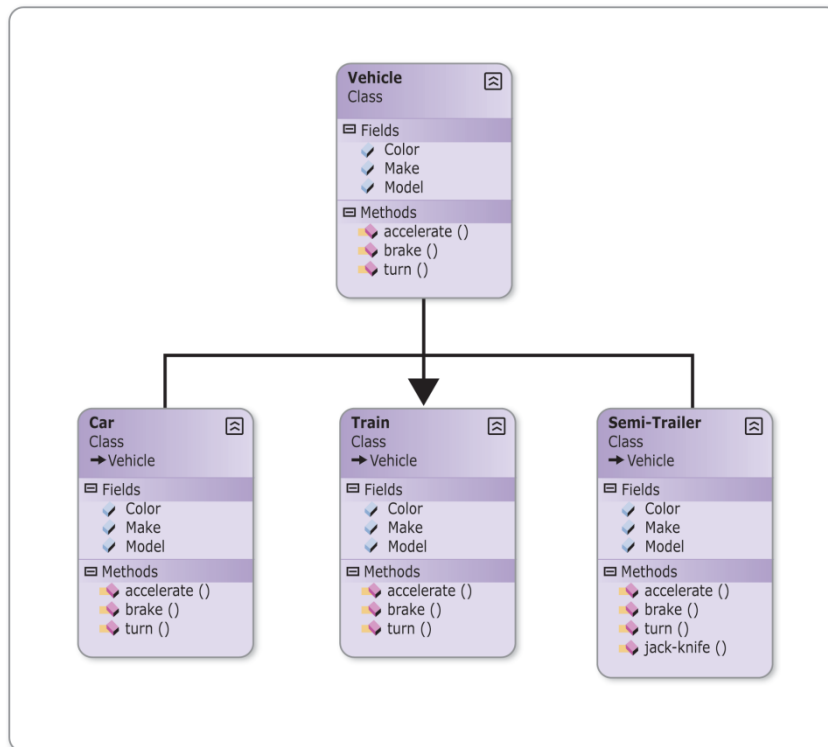 Vehicle
Class
Fields
Color
Make
Model
Methods
accelerate ()
brake ()
turn ()
Car
Class
Vehicle
Fields
Color
Make
Model
Methods
accelerate ()
brake ()
turn ()
Train
Class
Vehicle
Fields
Color
Make
Model
Methods
accelerate ()
brake ()
turn ()
Semi-Trailer
Class
Vehicle
Fields
Color
Make
Model
Methods
accelerate ()
brake ()
turn ()
jack-knife ()